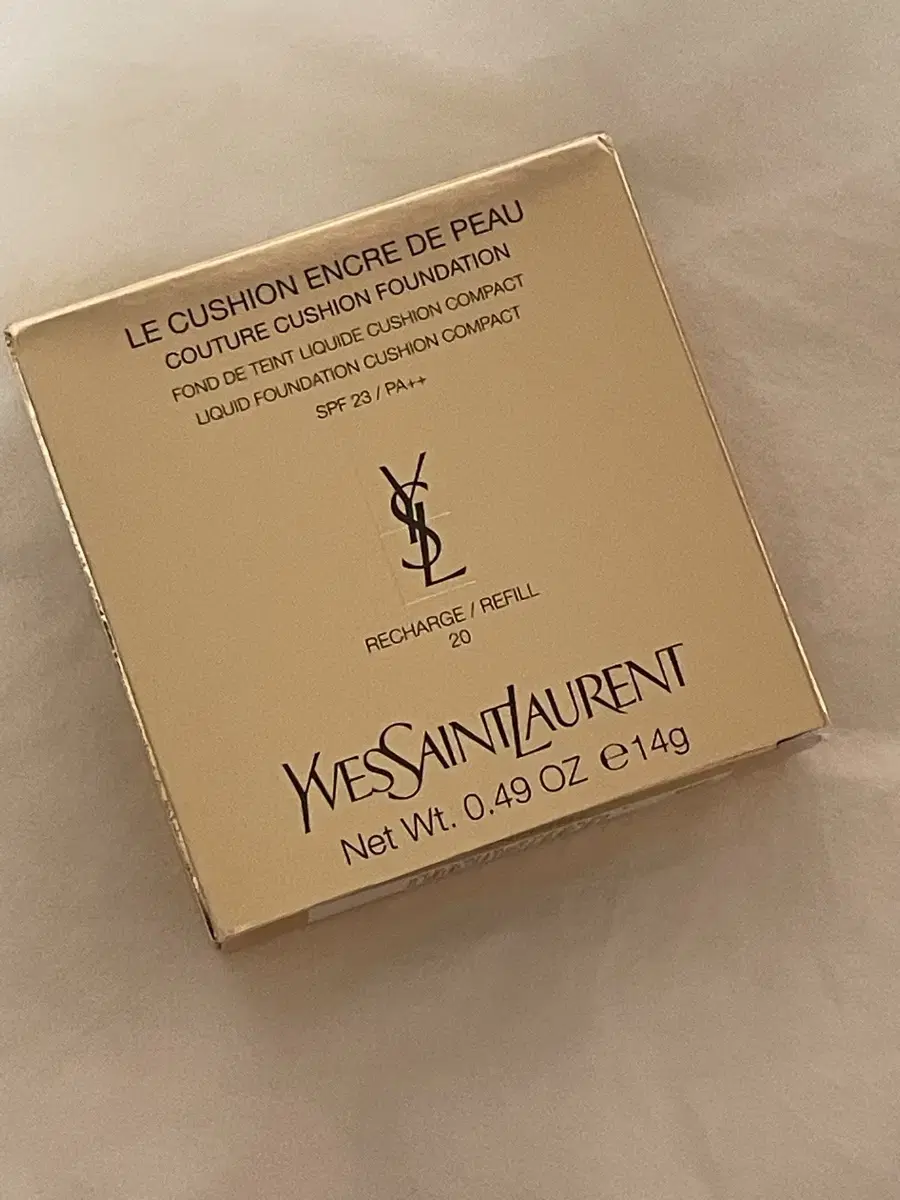 LE CUSHION ENCRE DE PEAU
COUTURE CUSHION FOUNDATION
FOND DE TEINT LIQUIDE CUSHION COMPACT
LIQUID FOUNDATION CUSHION COMPACT
SPF 23 / PA++
YSL
RECHARGE / REFILL
20
YVESSAINTLAURENT
Net Wt. 0.49 OZ ℮14g